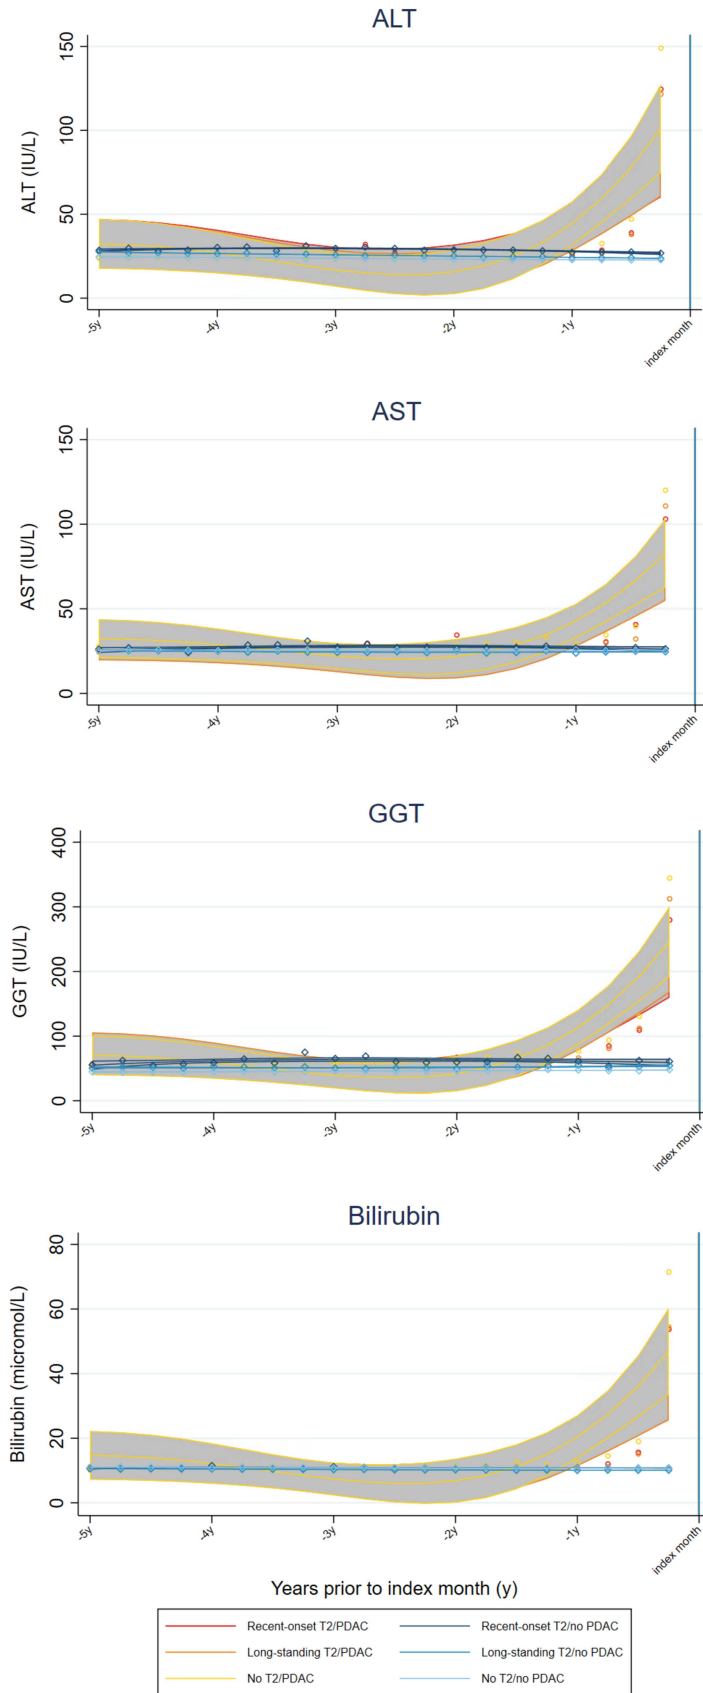 ALT
150
100
50
0
ALT (IU/L)
-5y
-4y
-3y
-2y
-1y
index month
AST
150
100
50
0
AST (IU/L)
-5y
-4y
-3y
-2y
-1y
index month
GGT
400
300
200
100
0
GGT (IU/L)
-5y
-4y
-3y
-2y
-1y
index month
Bilirubin
80
60
40
20
0
Bilirubin (micromol/L)
-5y
-4y
-3y
-2y
-1y
index month
Years prior to index month (y)
Recent-onset T2/PDAC Recent-onset T2/no PDAC
Long-standing T2/PDAC Long-standing T2/no PDAC
No T2/PDAC No T2/no PDAC